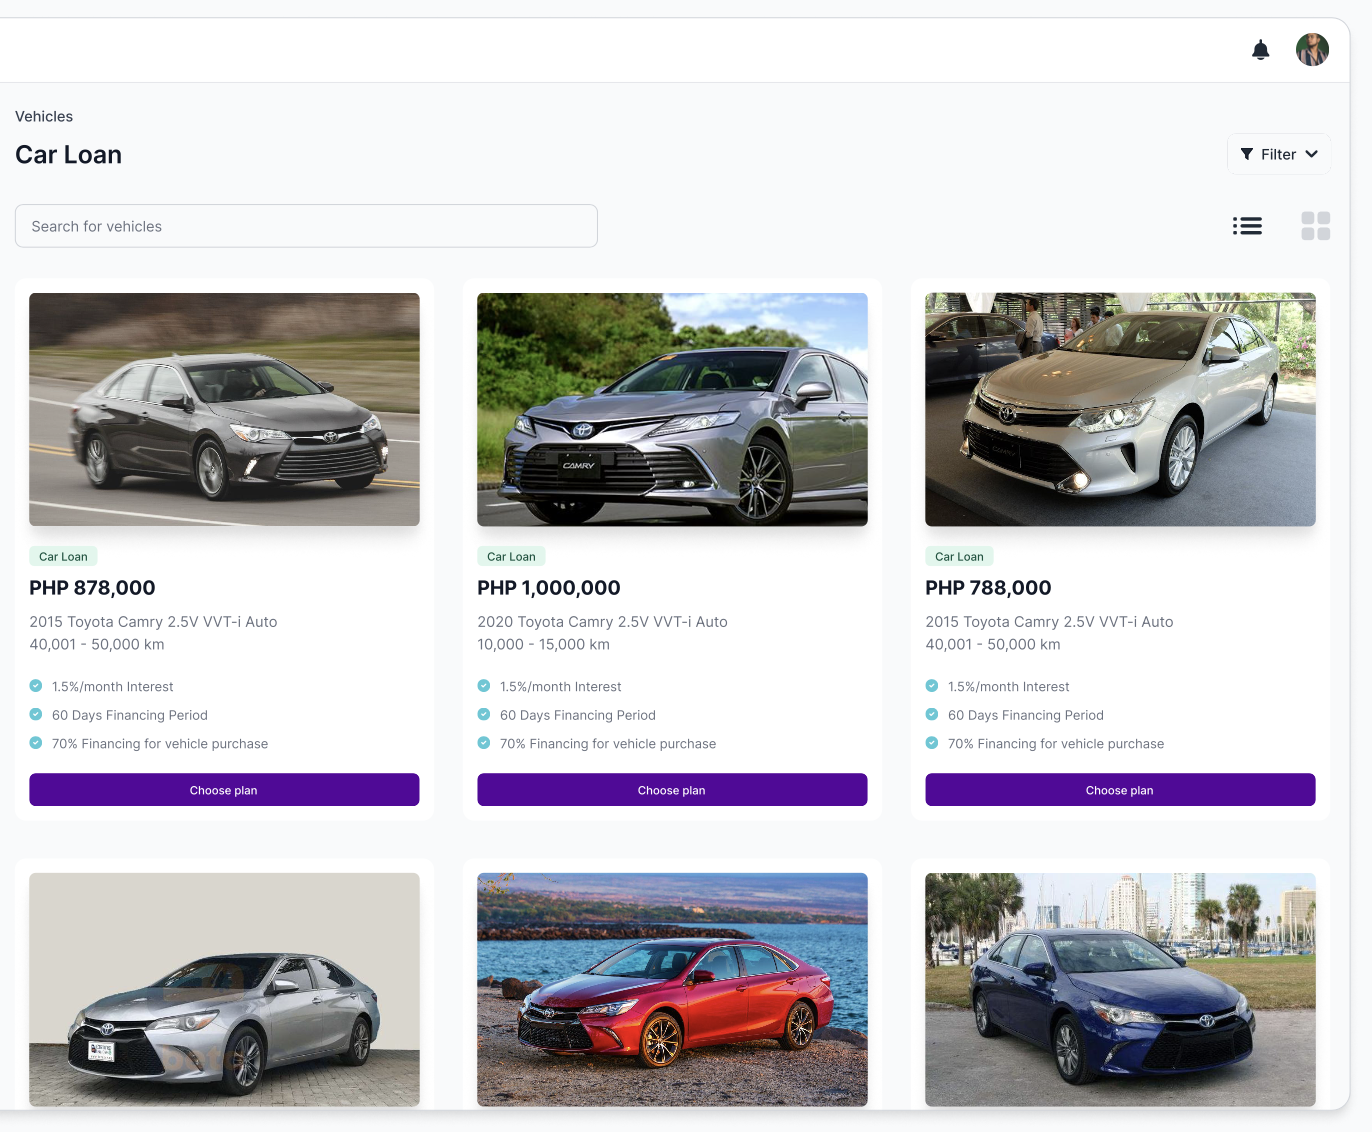 Vehicles
Car Loan
Filter
Search for vehicles
CAMRY
Car Loan
PHP 878,000
2015 Toyota Camry 2.5V VVT-i Auto
40,001 - 50,000 km
1.5%/month Interest
60 Days Financing Period
70% Financing for vehicle purchase
Choose plan
Car Loan
PHP 1,000,000
2020 Toyota Camry 2.5V VVT-i Auto
10,000 - 15,000 km
1.5%/month Interest
60 Days Financing Period
70% Financing for vehicle purchase
Choose plan
Car Loan
PHP 788,000
2015 Toyota Camry 2.5V VVT-i Auto
40,001 - 50,000 km
1.5%/month Interest
60 Days Financing Period
70% Financing for vehicle purchase
Choose plan